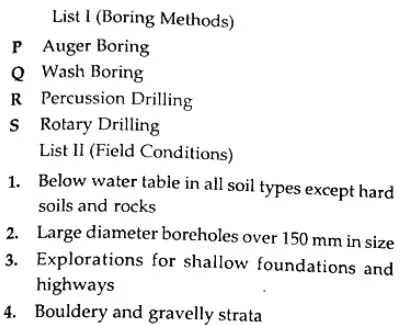 List I (Boring Methods)
P Auger Boring
Q Wash Boring
R Percussion Drilling
S Rotary Drilling
List II (Field Conditions)
1. Below water table in all soil types except hard
soils and rocks
2. Large diameter boreholes over 150 mm in size
3. Explorations for shallow foundations and
highways
4. Bouldery and gravelly strata